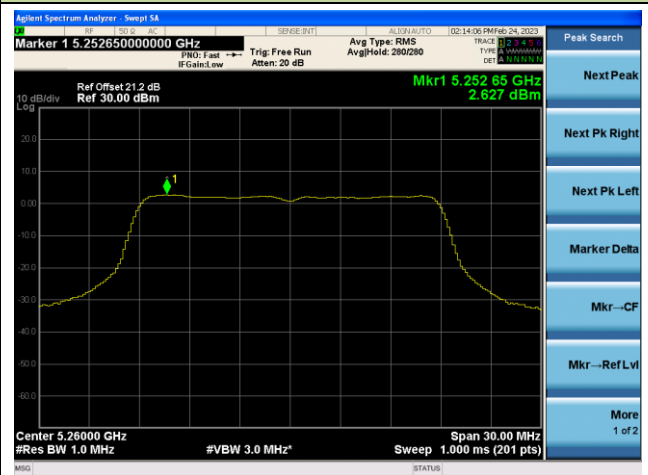 Agilent Spectrum Analyzer - Swept SA
RF 50 Ω AC SENSE:INT ALIGN AUTO 02:14:06 PM Feb 24, 2023
Marker 1 5.252650000000 GHz
PNO: Fast
IFGain:Low
Trig: Free Run
Atten: 20 dB
Avg Type: RMS
Avg|Hold: 280/280
TRACE 1 2 3 4 5 6
TYPE A
DET A N N N N N
Peak Search
Ref Offset 21.2 dB
10 dB/div Ref 30.00 dBm
Log
Mkr1 5.252 65 GHz
2.627 dBm
Next Peak
20.0
Next Pk Right
10.0
1
Next Pk Left
0.00
-10.0
Marker Delta
-20.0
-30.0
Mkr→CF
-40.0
-50.0
Mkr→Ref Lvl
-60.0
More
1 of 2
Center 5.26000 GHz Span 30.00 MHz
#Res BW 1.0 MHz #VBW 3.0 MHz* Sweep 1.000 ms (201 pts)
MSG STATUS